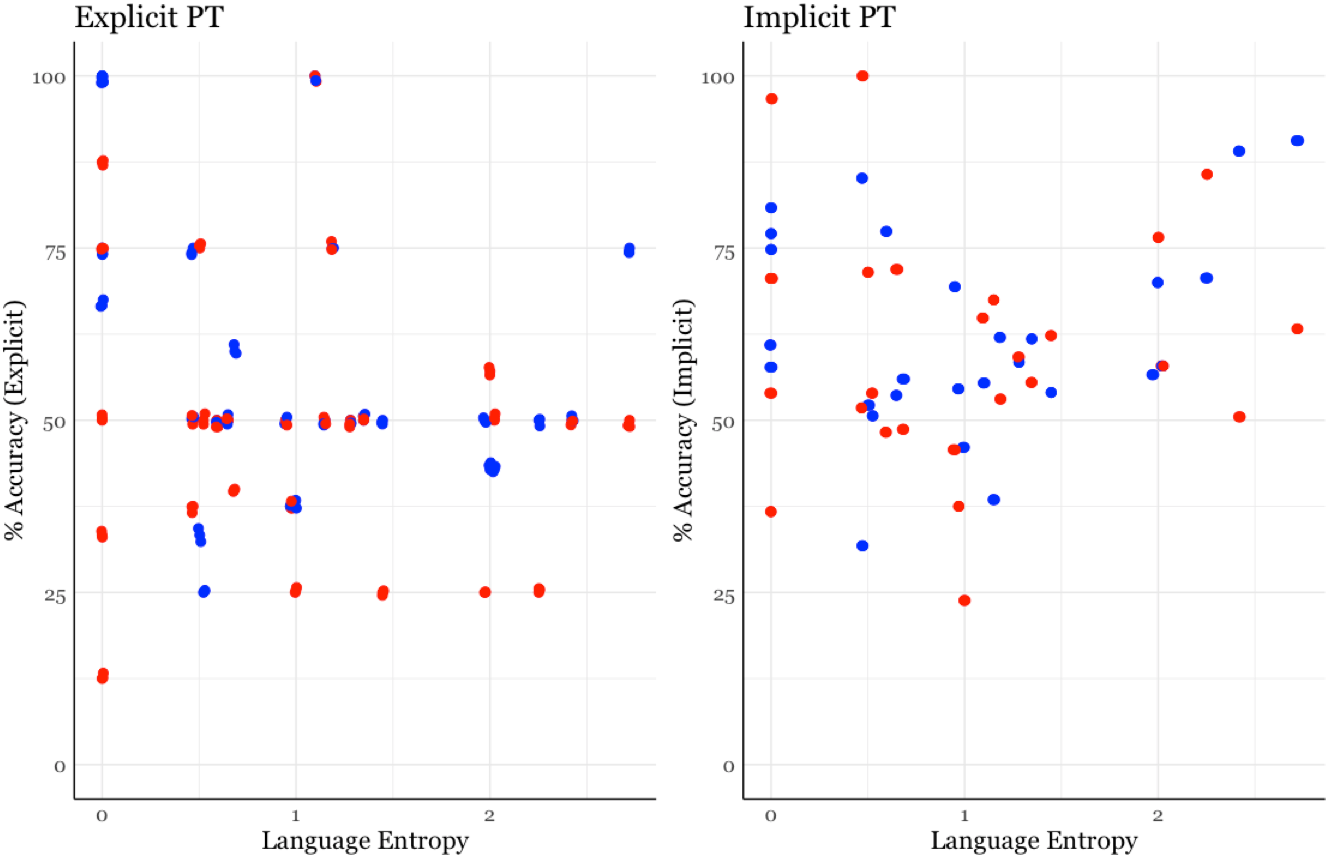 Explicit PT
% Accuracy (Explicit)
100
75
50
25
0
0 1 2
Language Entropy
Implicit PT
% Accuracy (Implicit)
100
75
50
25
0
0 1 2
Language Entropy